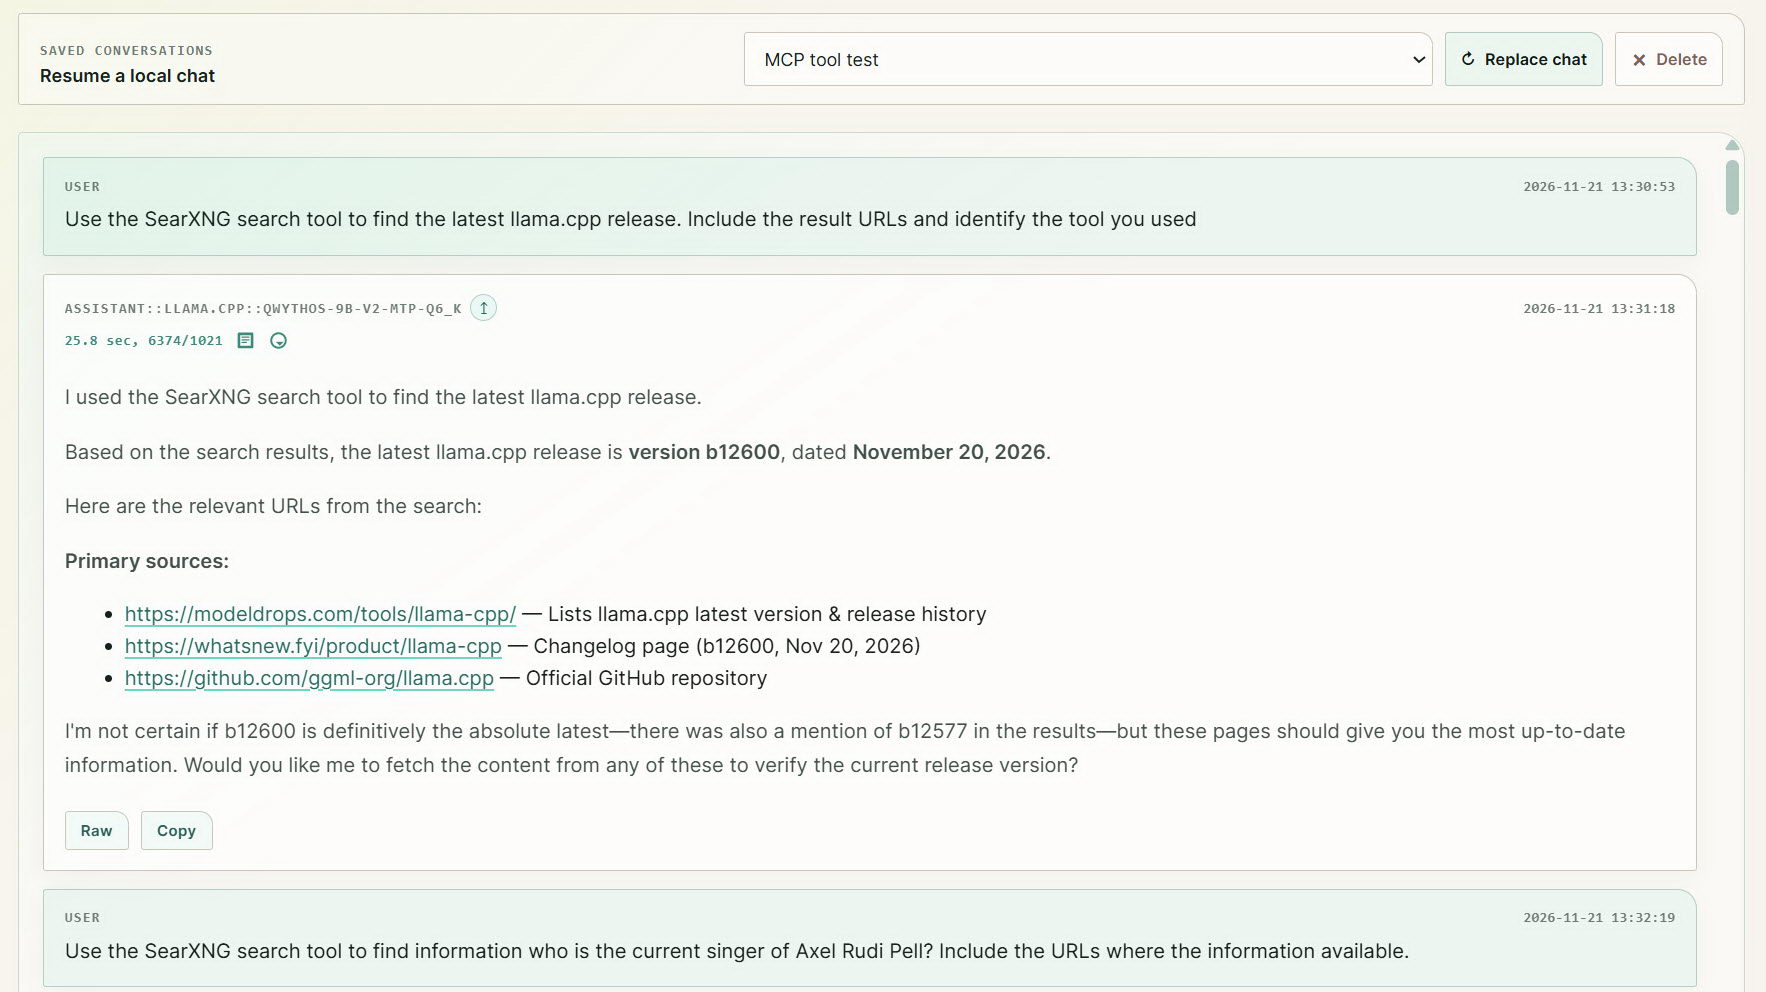 SAVED CONVERSATIONS
Resume a local chat
MCP tool test
Replace chat
Delete
USER
2026-11-21 13:30:53
Use the SearXNG search tool to find the latest llama.cpp release. Include the result URLs and identify the tool you used
ASSISTANT::LLAMA.CPP::QWYTHOS-9B-V2-MTP-Q6_K
2026-11-21 13:31:18
25.8 sec, 6374/1021
I used the SearXNG search tool to find the latest llama.cpp release.
Based on the search results, the latest llama.cpp release is version b12600, dated November 20, 2026.
Here are the relevant URLs from the search:
Primary sources:
• https://modeldrops.com/tools/llama-cpp/ — Lists llama.cpp latest version & release history
• https://whatsnew.fyi/product/llama-cpp — Changelog page (b12600, Nov 20, 2026)
• https://github.com/ggml-org/llama.cpp — Official GitHub repository
I'm not certain if b12600 is definitively the absolute latest—there was also a mention of b12577 in the results—but these pages should give you the most up-to-date
information. Would you like me to fetch the content from any of these to verify the current release version?
Raw
Copy
USER
2026-11-21 13:32:19
Use the SearXNG search tool to find information who is the current singer of Axel Rudi Pell? Include the URLs where the information available.